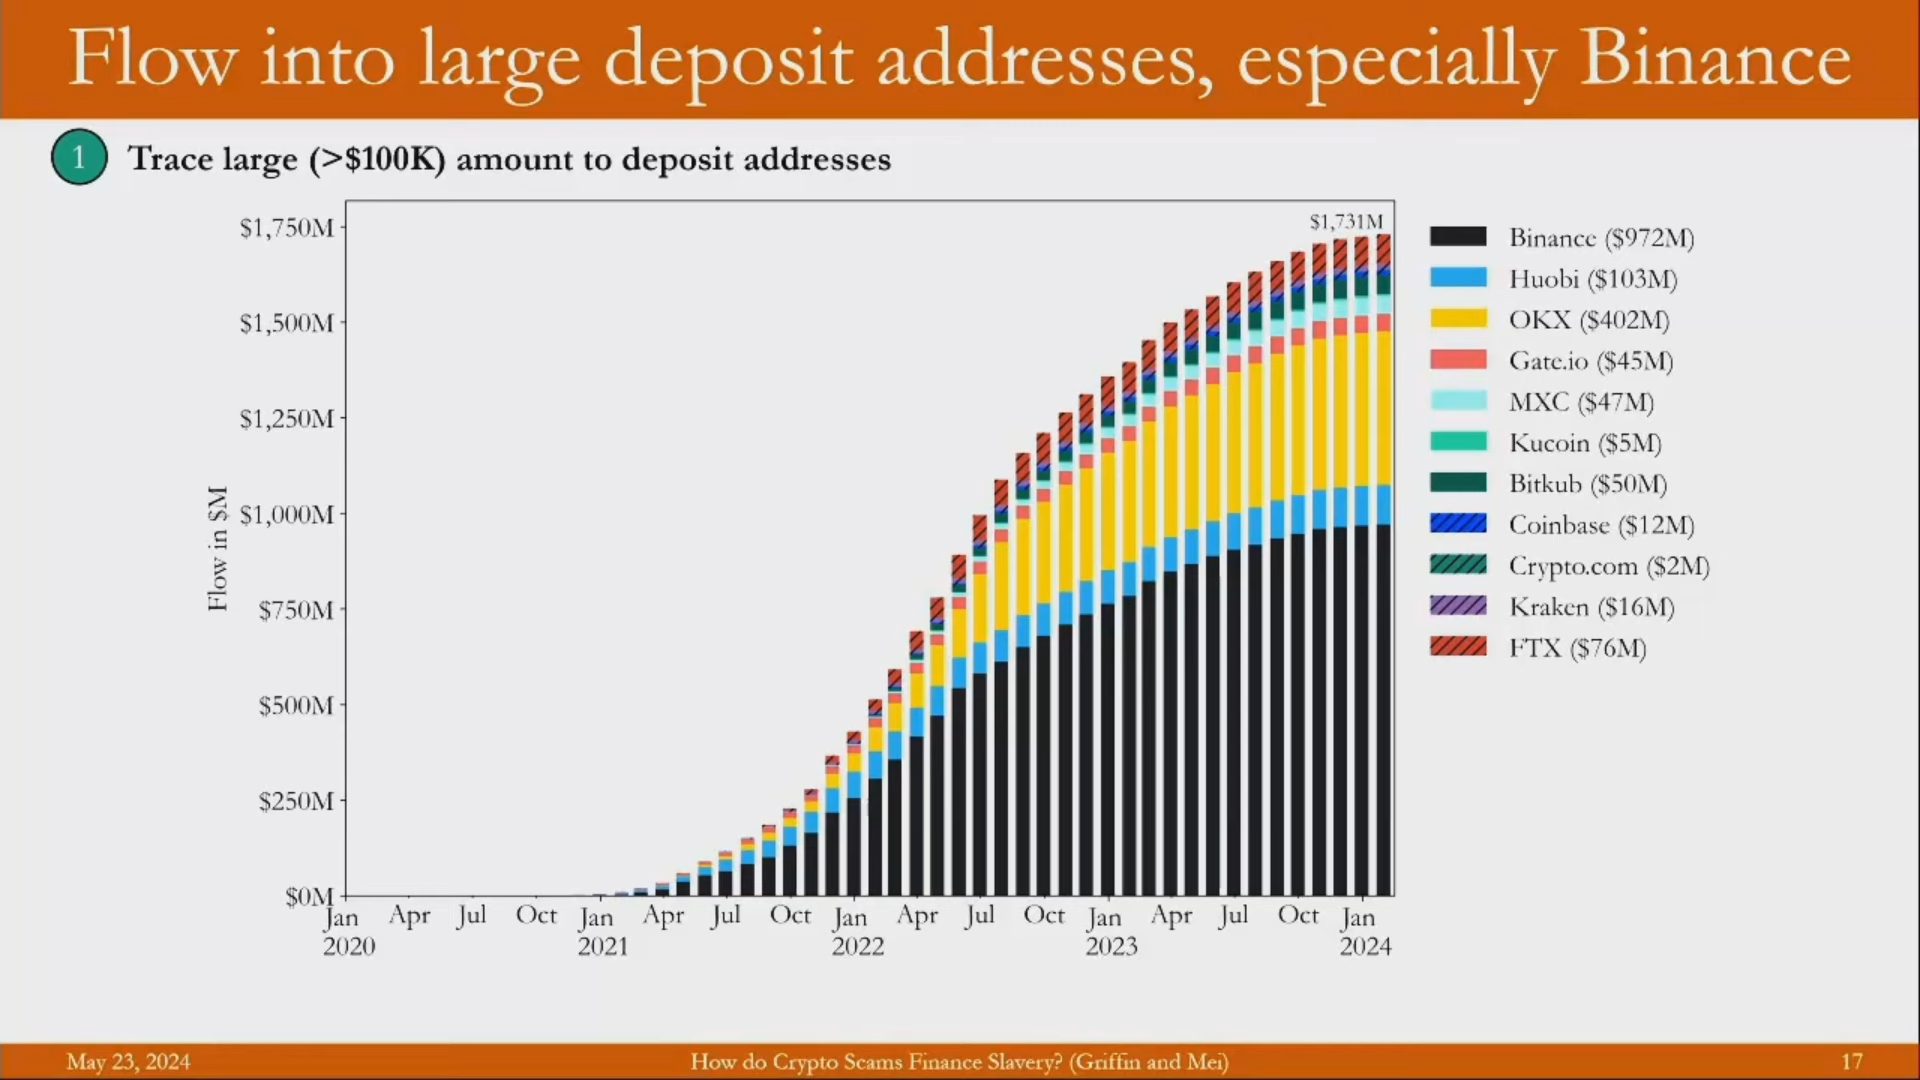 Flow into large deposit addresses, especially Binance
1 Trace large (>$100K) amount to deposit addresses
$1,750M
$1,500M
$1,250M
$1,000M
$750M
$500M
$250M
$0M
Flow in $M
$1,731M
Jan Apr Jul Oct Jan Apr Jul Oct Jan Apr Jul Oct Jan Apr Jul Oct Jan
2020 2021 2022 2023 2024
Binance ($972M)
Huobi ($103M)
OKX ($402M)
Gate.io ($45M)
MXC ($47M)
Kucoin ($5M)
Bitkub ($50M)
Coinbase ($12M)
Crypto.com ($2M)
Kraken ($16M)
FTX ($76M)
May 23, 2024
How do Crypto Scams Finance Slavery? (Griffin and Mei)
17